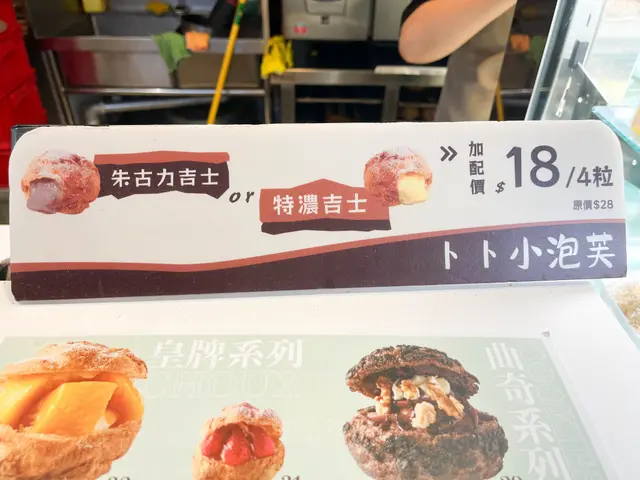 朱古力吉士
or
特濃吉士
» 加配價 $18/4粒
原價$28
卜卜小泡芙
皇牌系列
CHOUX
曲奇系列